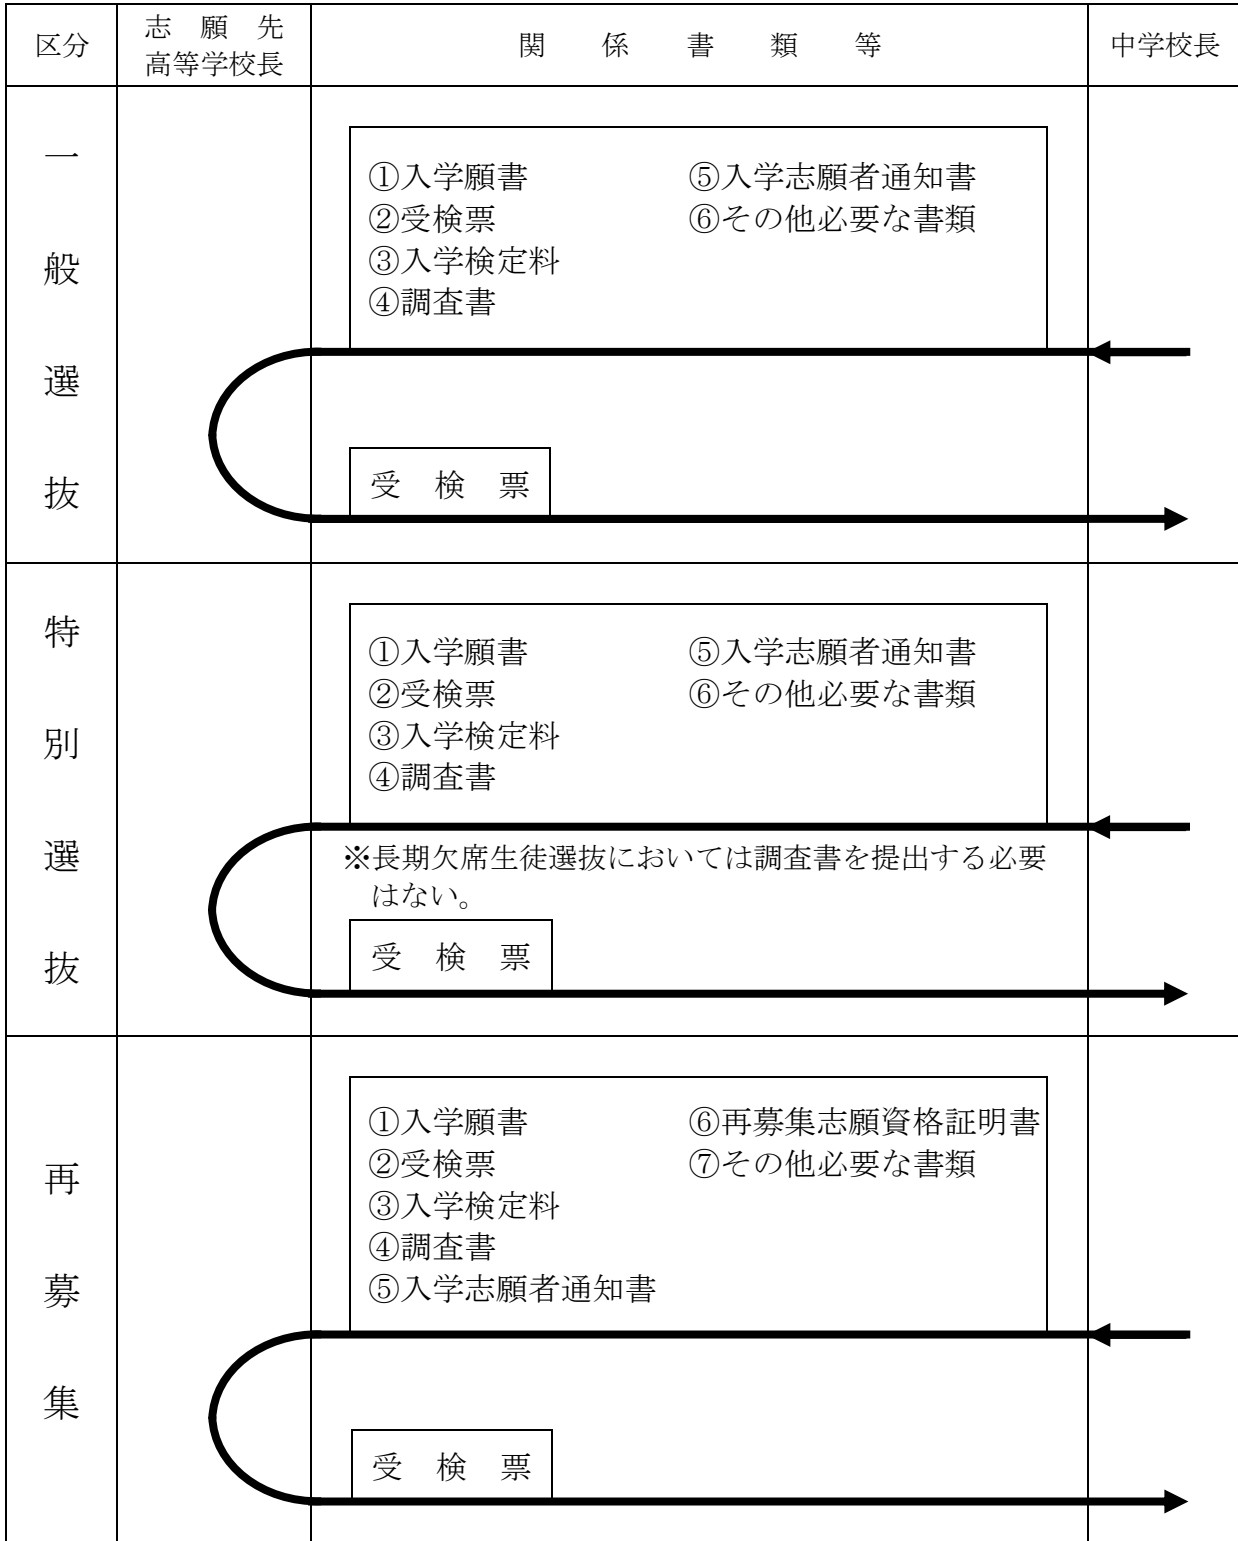 区分
志願先
高等学校長
関係書類等
中学校長
一般選抜
①入学願書
②受検票
③入学検定料
④調査書
⑤入学志願者通知書
⑥その他必要な書類
受検票
特別選抜
①入学願書
②受検票
③入学検定料
④調査書
⑤入学志願者通知書
⑥その他必要な書類
※長期欠席生徒選抜においては調査書を提出する必要
はない。
受検票
再募集
①入学願書
②受検票
③入学検定料
④調査書
⑤入学志願者通知書
⑥再募集志願資格証明書
⑦その他必要な書類
受検票